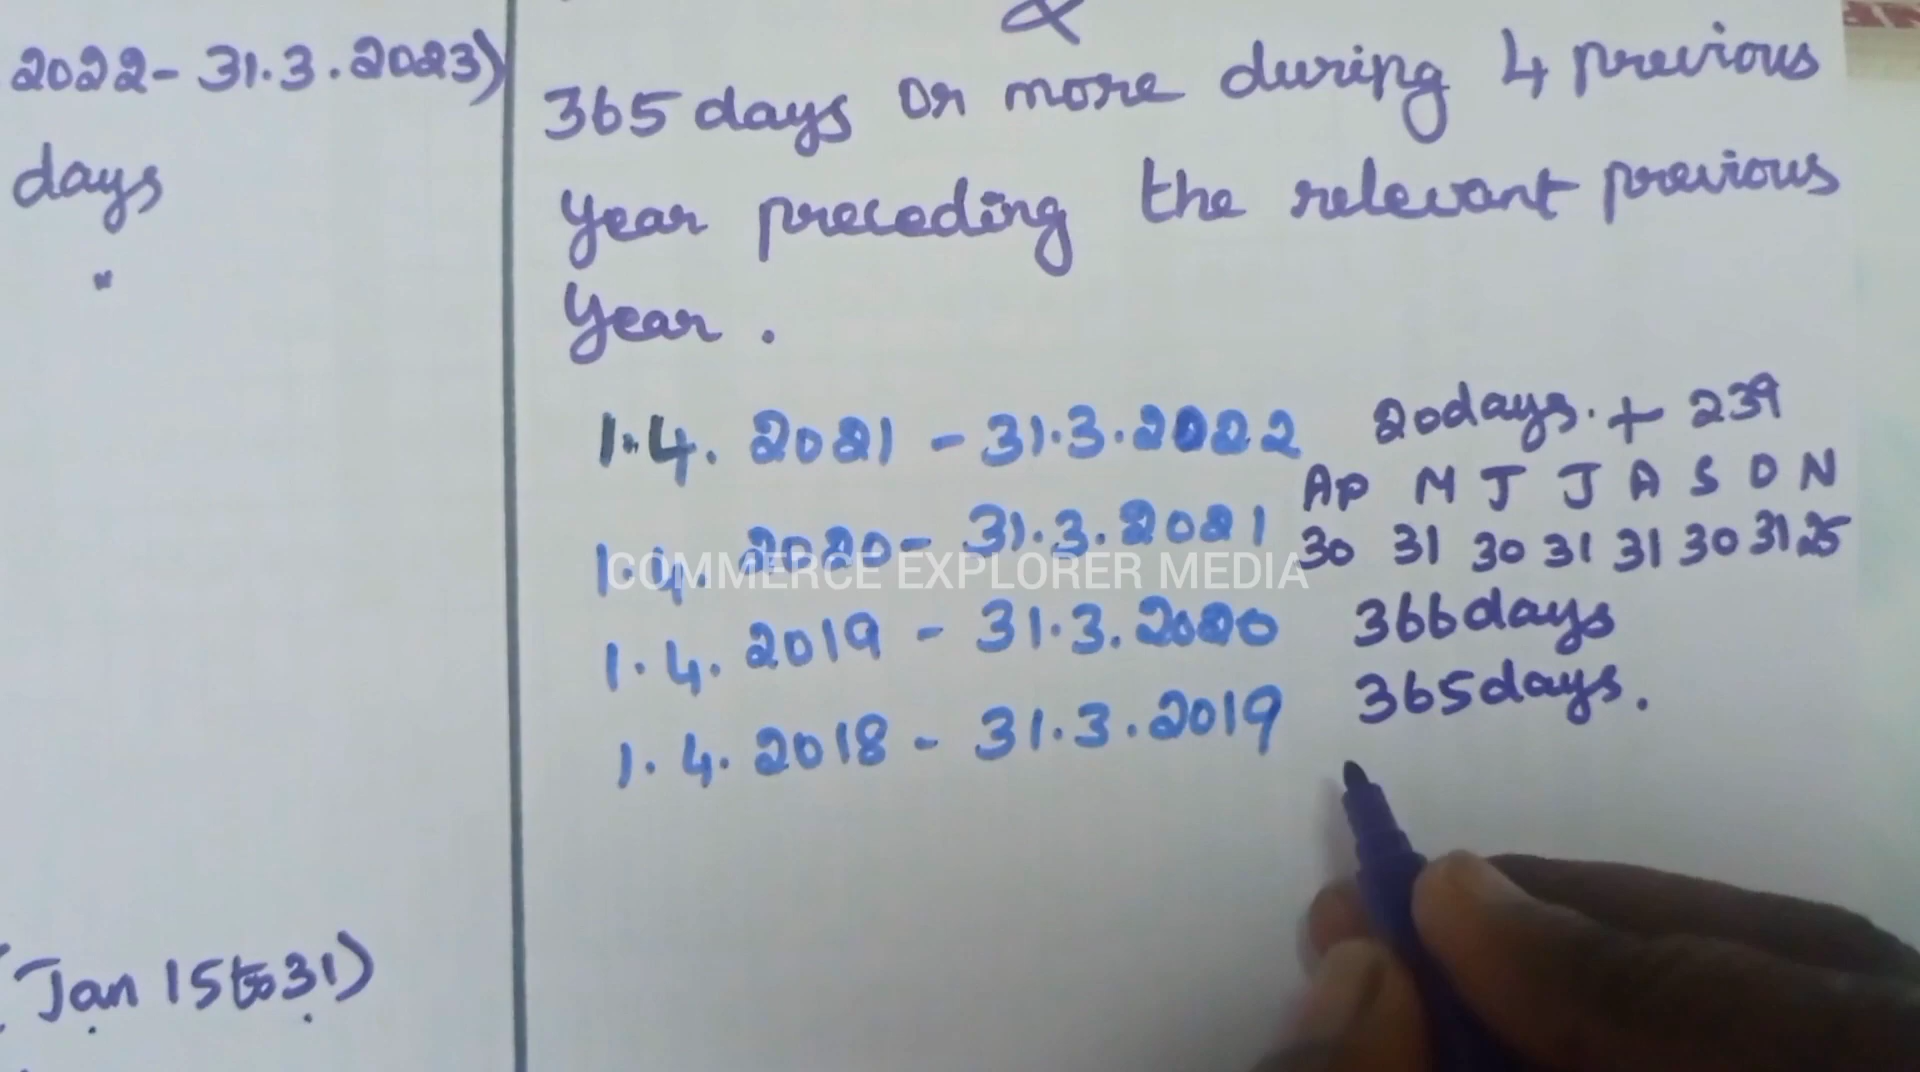 2022 - 31.3.2023)
days
"
(Jan 15 to 31)
&
365 days or more during 4 previous
year preceding the relevant previous
year.
1.4.2021 - 31.3.2022 20days. + 239
Ap M J J A S O N
1.4.2020 - 31.3.2021 30 31 30 31 31 30 31 25
1.4.2019 - 31.3.2020 366days
1.4.2018 - 31.3.2019 365days.
COMMERCE EXPLORER MEDIA